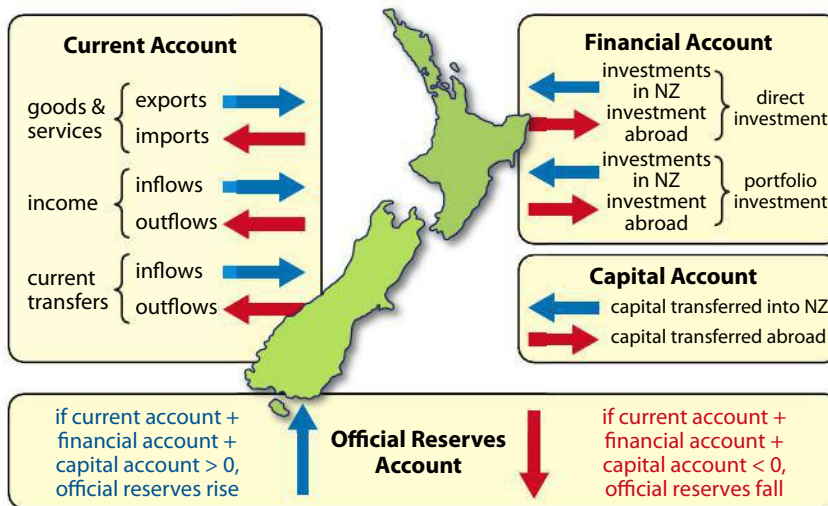 Current Account
goods &
services
exports
imports
income
inflows
outflows
current
transfers
inflows
outflows
Financial Account
investments
in NZ
investment
abroad
direct
investment
investments
in NZ
investment
abroad
portfolio
investment
Capital Account
capital transferred into NZ
capital transferred abroad
if current account +
financial account +
capital account > 0,
official reserves rise
Official Reserves
Account
if current account +
financial account +
capital account < 0,
official reserves fall